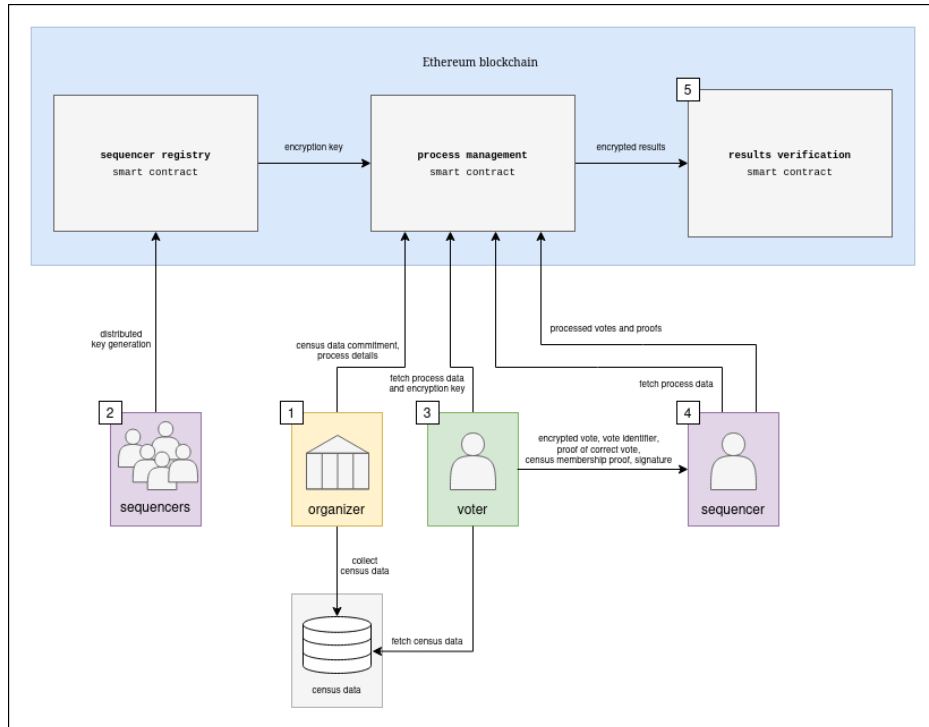 Ethereum blockchain
5
sequencer registry
smart contract
encryption key
process management
smart contract
encrypted results
results verification
smart contract
distributed
key generation
census data commitment,
process details
processed votes and proofs
fetch process data
and encryption key
fetch process data
2
sequencers
1
organizer
3
voter
encrypted vote, vote identifier,
proof of correct vote,
census membership proof, signature
4
sequencer
collect
census data
fetch census data
census data